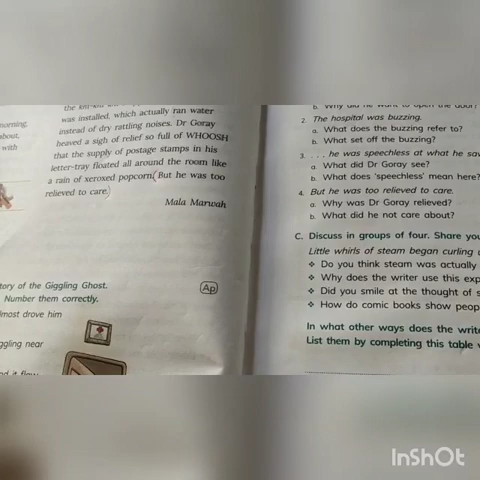 was installed, which actually ran water
morning,
instead of dry rattling noises. Dr Goray
about,
heaved a sigh of relief so full of WHOOSH
with
that the supply of postage stamps in his
letter-tray floated all around the room like
a rain of xeroxed popcorn. But he was too
relieved to care.
Mala Marwah
tory of the Giggling Ghost.
Ap
Number them correctly.
lmost drove him
ggling near
nd it flew
b. Why did he want to open the door?
2. The hospital was buzzing.
a. What does the buzzing refer to?
b. What set off the buzzing?
3. . . . he was speechless at what he saw
a. What did Dr Goray see?
b. What does 'speechless' mean here?
4. But he was too relieved to care.
a. Why was Dr Goray relieved?
b. What did he not care about?
C. Discuss in groups of four. Share you
Little whirls of steam began curling
❖ Do you think steam was actually
❖ Why does the writer use this exp
❖ Did you smile at the thought of s
❖ How do comic books show peop
In what other ways does the write
List them by completing this table
InShOt